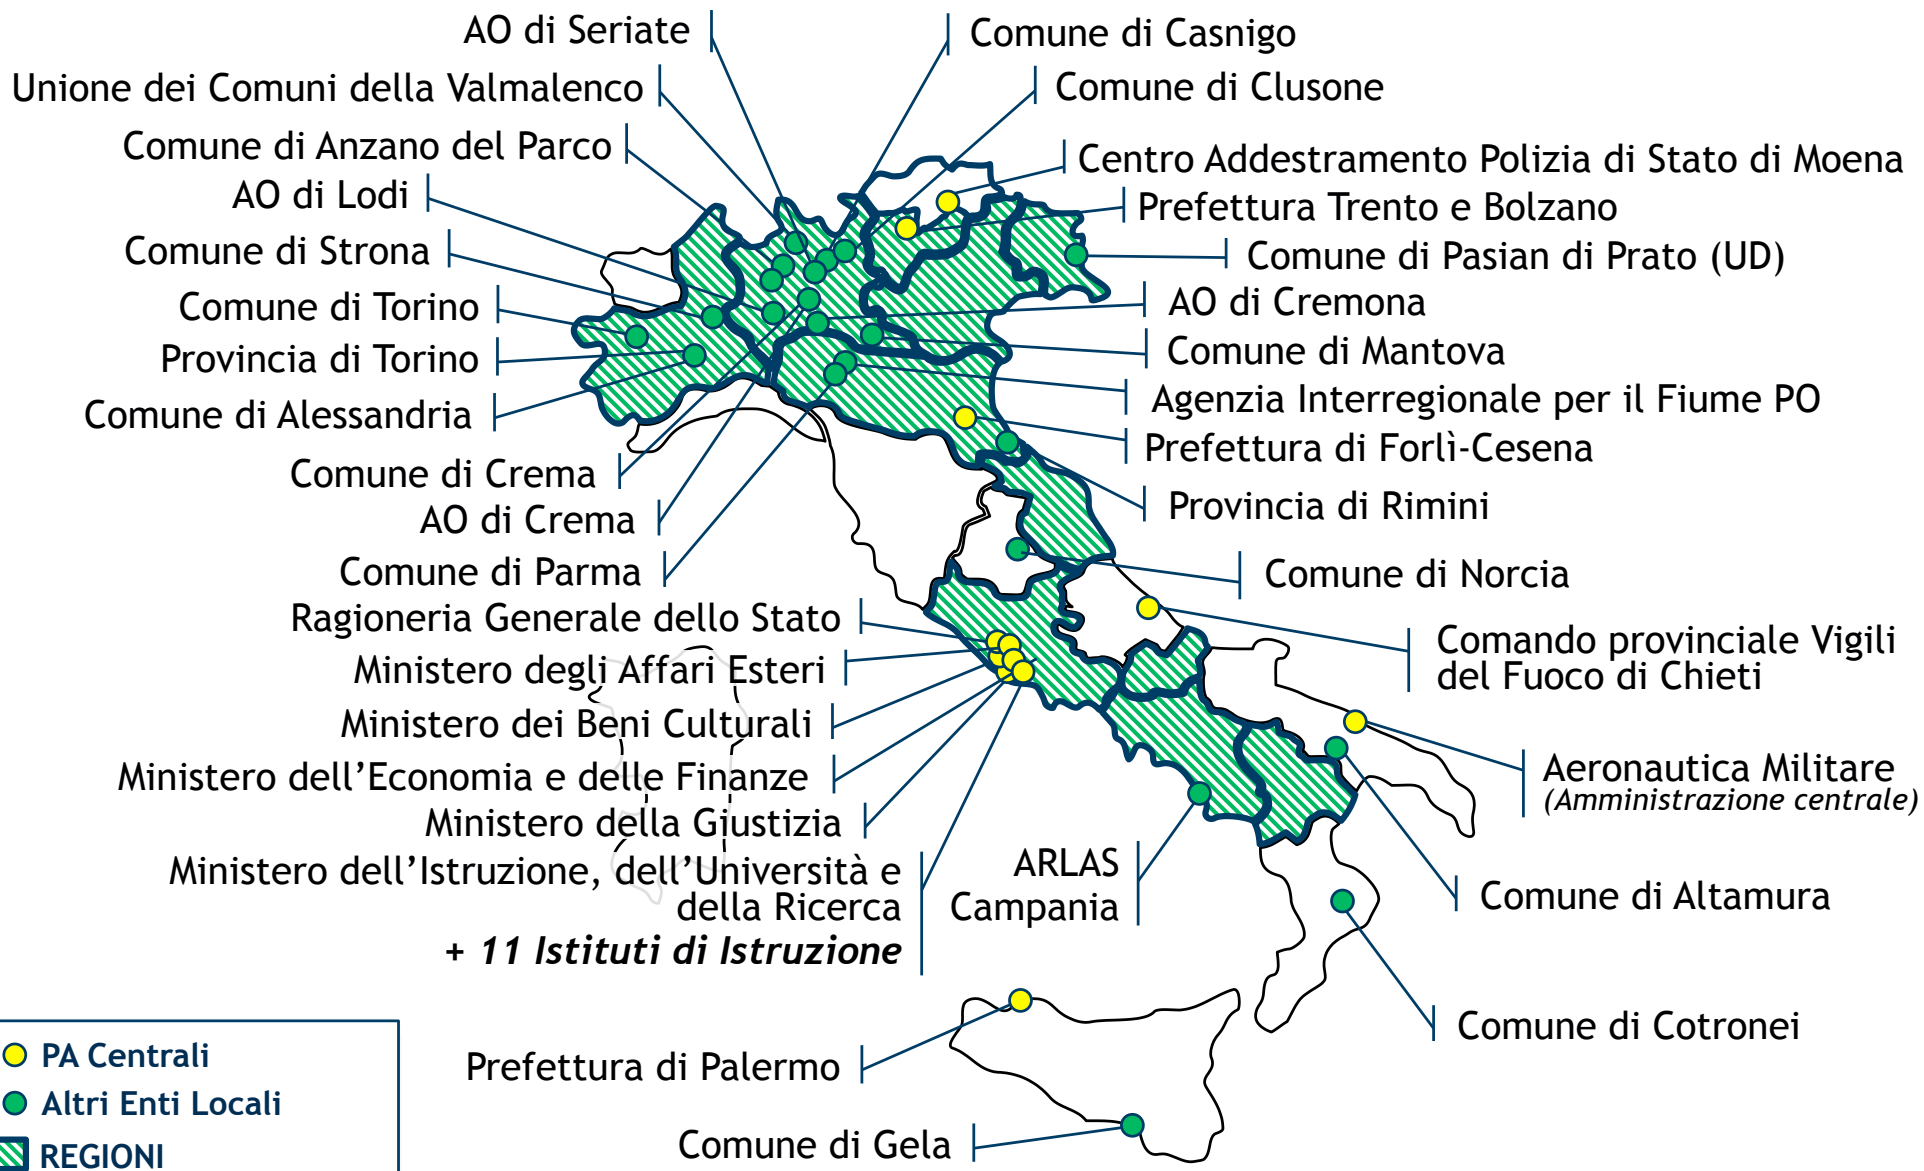 AO di Seriate
Unione dei Comuni della Valmalenco
Comune di Anzano del Parco
AO di Lodi
Comune di Strona
Comune di Torino
Provincia di Torino
Comune di Alessandria
Comune di Crema
AO di Crema
Comune di Parma
Ragioneria Generale dello Stato
Ministero degli Affari Esteri
Ministero dei Beni Culturali
Ministero dell'Economia e delle Finanze
Ministero della Giustizia
Ministero dell'Istruzione, dell'Università e
della Ricerca
+ 11 Istituti di Istruzione
Comune di Casnigo
Comune di Clusone
Centro Addestramento Polizia di Stato di Moena
Prefettura Trento e Bolzano
Comune di Pasian di Prato (UD)
AO di Cremona
Comune di Mantova
Agenzia Interregionale per il Fiume PO
Prefettura di Forlì-Cesena
Provincia di Rimini
Comune di Norcia
Comando provinciale Vigili
del Fuoco di Chieti
Aeronautica Militare
(Amministrazione centrale)
Comune di Altamura
ARLAS
Campania
Comune di Cotronei
Prefettura di Palermo
Comune di Gela
PA Centrali
Altri Enti Locali
REGIONI